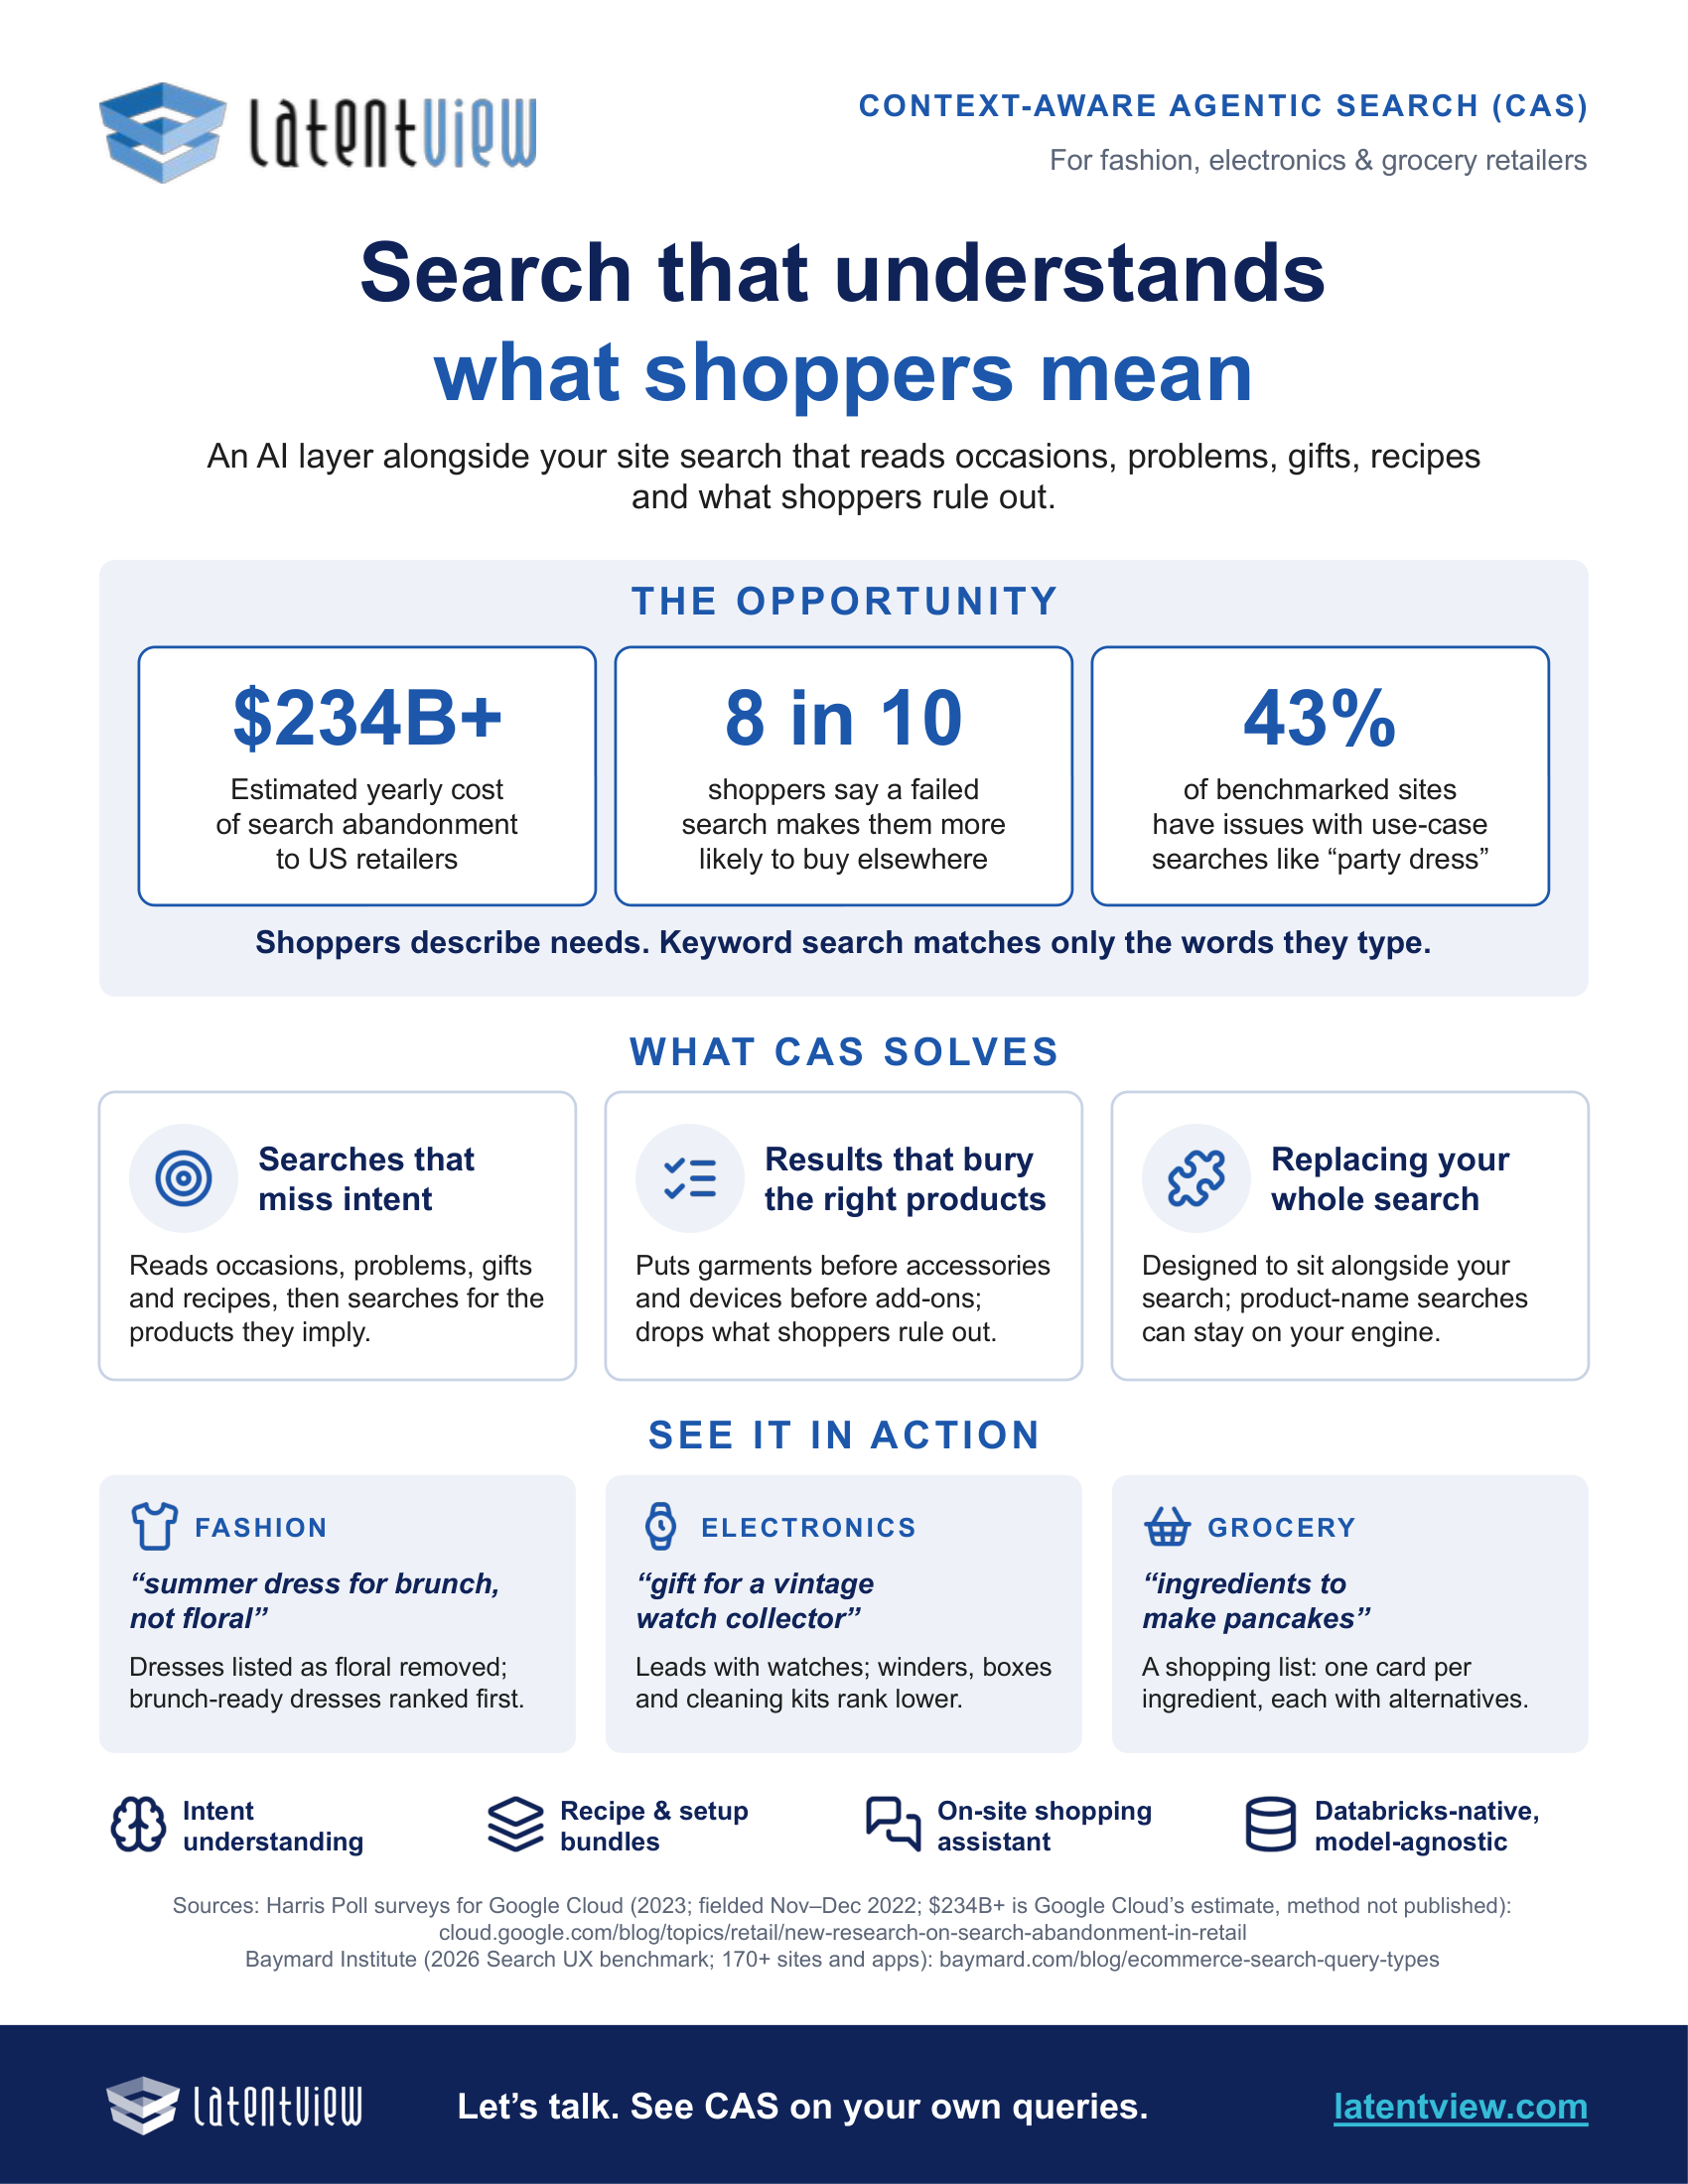 latentview
CONTEXT-AWARE AGENTIC SEARCH (CAS)
For fashion, electronics & grocery retailers
Search that understands
what shoppers mean
An AI layer alongside your site search that reads occasions, problems, gifts, recipes
and what shoppers rule out.
THE OPPORTUNITY
$234B+
Estimated yearly cost
of search abandonment
to US retailers
8 in 10
shoppers say a failed
search makes them more
likely to buy elsewhere
43%
of benchmarked sites
have issues with use-case
searches like “party dress”
Shoppers describe needs. Keyword search matches only the words they type.
WHAT CAS SOLVES
Searches that
miss intent
Reads occasions, problems, gifts
and recipes, then searches for the
products they imply.
Results that bury
the right products
Puts garments before accessories
and devices before add-ons;
drops what shoppers rule out.
Replacing your
whole search
Designed to sit alongside your
search; product-name searches
can stay on your engine.
SEE IT IN ACTION
FASHION
“summer dress for brunch,
not floral”
Dresses listed as floral removed;
brunch-ready dresses ranked first.
ELECTRONICS
“gift for a vintage
watch collector”
Leads with watches; winders, boxes
and cleaning kits rank lower.
GROCERY
“ingredients to
make pancakes”
A shopping list: one card per
ingredient, each with alternatives.
Intent
understanding
Recipe & setup
bundles
On-site shopping
assistant
Databricks-native,
model-agnostic
Sources: Harris Poll surveys for Google Cloud (2023; fielded Nov–Dec 2022; $234B+ is Google Cloud’s estimate, method not published):
cloud.google.com/blog/topics/retail/new-research-on-search-abandonment-in-retail
Baymard Institute (2026 Search UX benchmark; 170+ sites and apps): baymard.com/blog/ecommerce-search-query-types
latentview
Let’s talk. See CAS on your own queries.
latentview.com